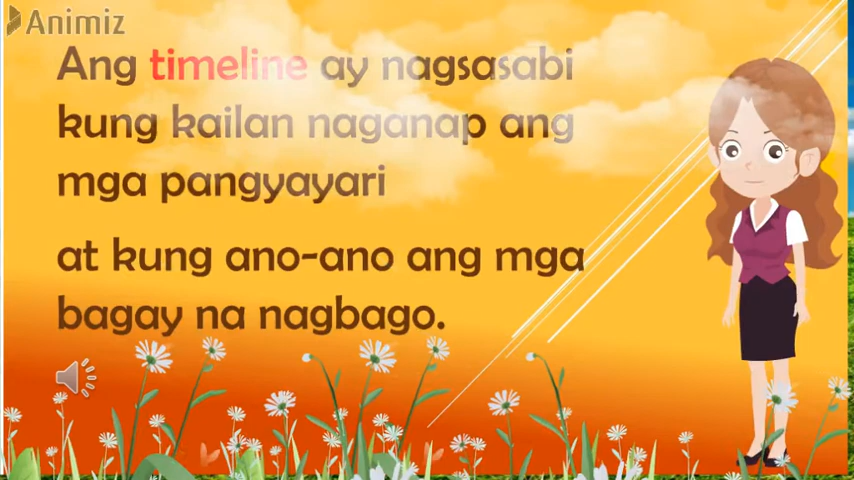 Animiz
Ang timeline ay nagsasabi
kung kailan naganap ang
mga pangyayari
at kung ano-ano ang mga
bagay na nagbago.